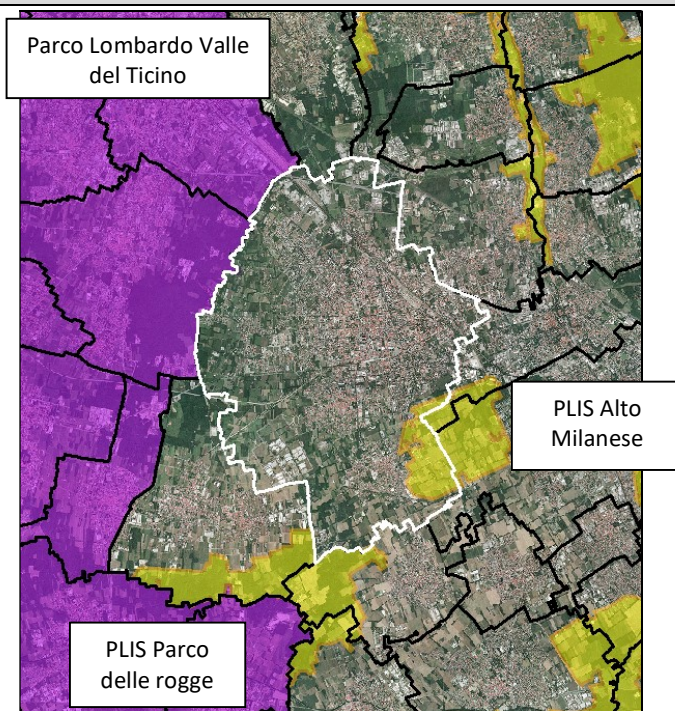 Parco Lombardo Valle
del Ticino
PLIS Alto
Milanese
PLIS Parco
delle rogge